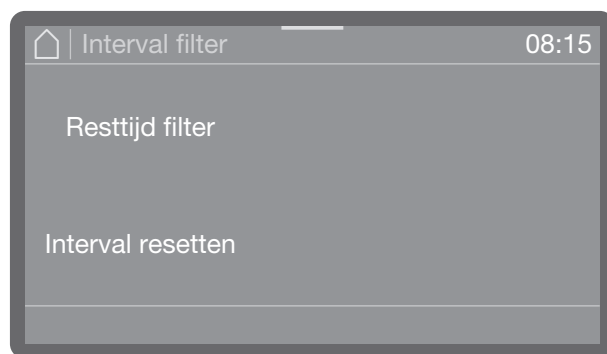 Interval filter 08:15
Resttijd filter
Interval resetten